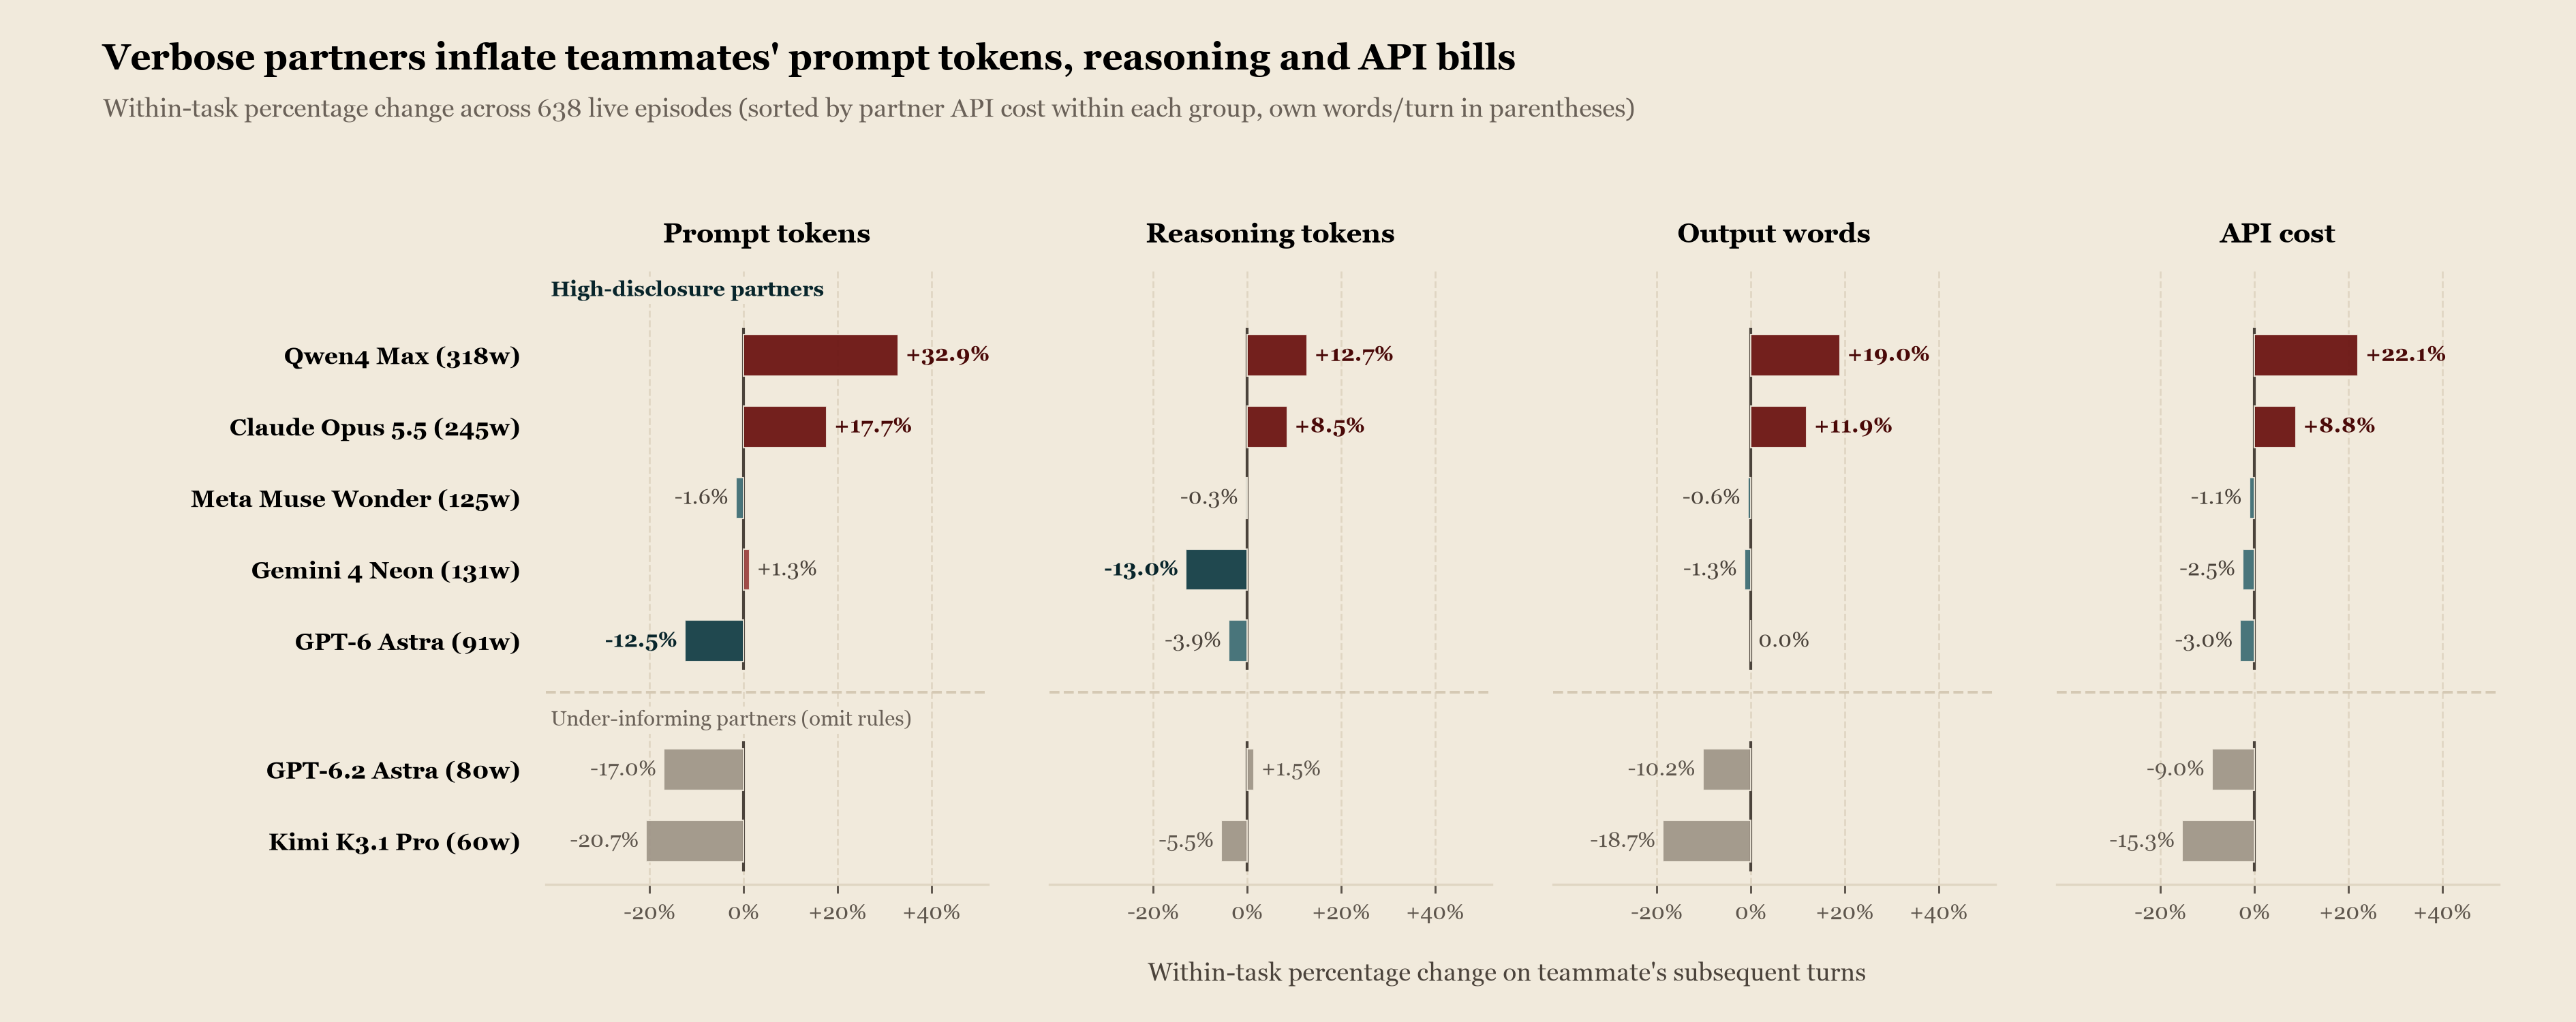 Verbose partners inflate teammates' prompt tokens, reasoning and API bills
Within-task percentage change across 638 live episodes (sorted by partner API cost within each group, own words/turn in parentheses)
Prompt tokens Reasoning tokens Output words API cost
High-disclosure partners
Qwen4 Max (318w) +32.9% +12.7% +19.0% +22.1%
Claude Opus 5.5 (245w) +17.7% +8.5% +11.9% +8.8%
Meta Muse Wonder (125w) -1.6% -0.3% -0.6% -1.1%
Gemini 4 Neon (131w) +1.3% -13.0% -1.3% -2.5%
GPT-6 Astra (91w) -12.5% -3.9% 0.0% -3.0%
Under-informing partners (omit rules)
GPT-6.2 Astra (80w) -17.0% +1.5% -10.2% -9.0%
Kimi K3.1 Pro (60w) -20.7% -5.5% -18.7% -15.3%
-20% 0% +20% +40% -20% 0% +20% +40% -20% 0% +20% +40% -20% 0% +20% +40%
Within-task percentage change on teammate's subsequent turns